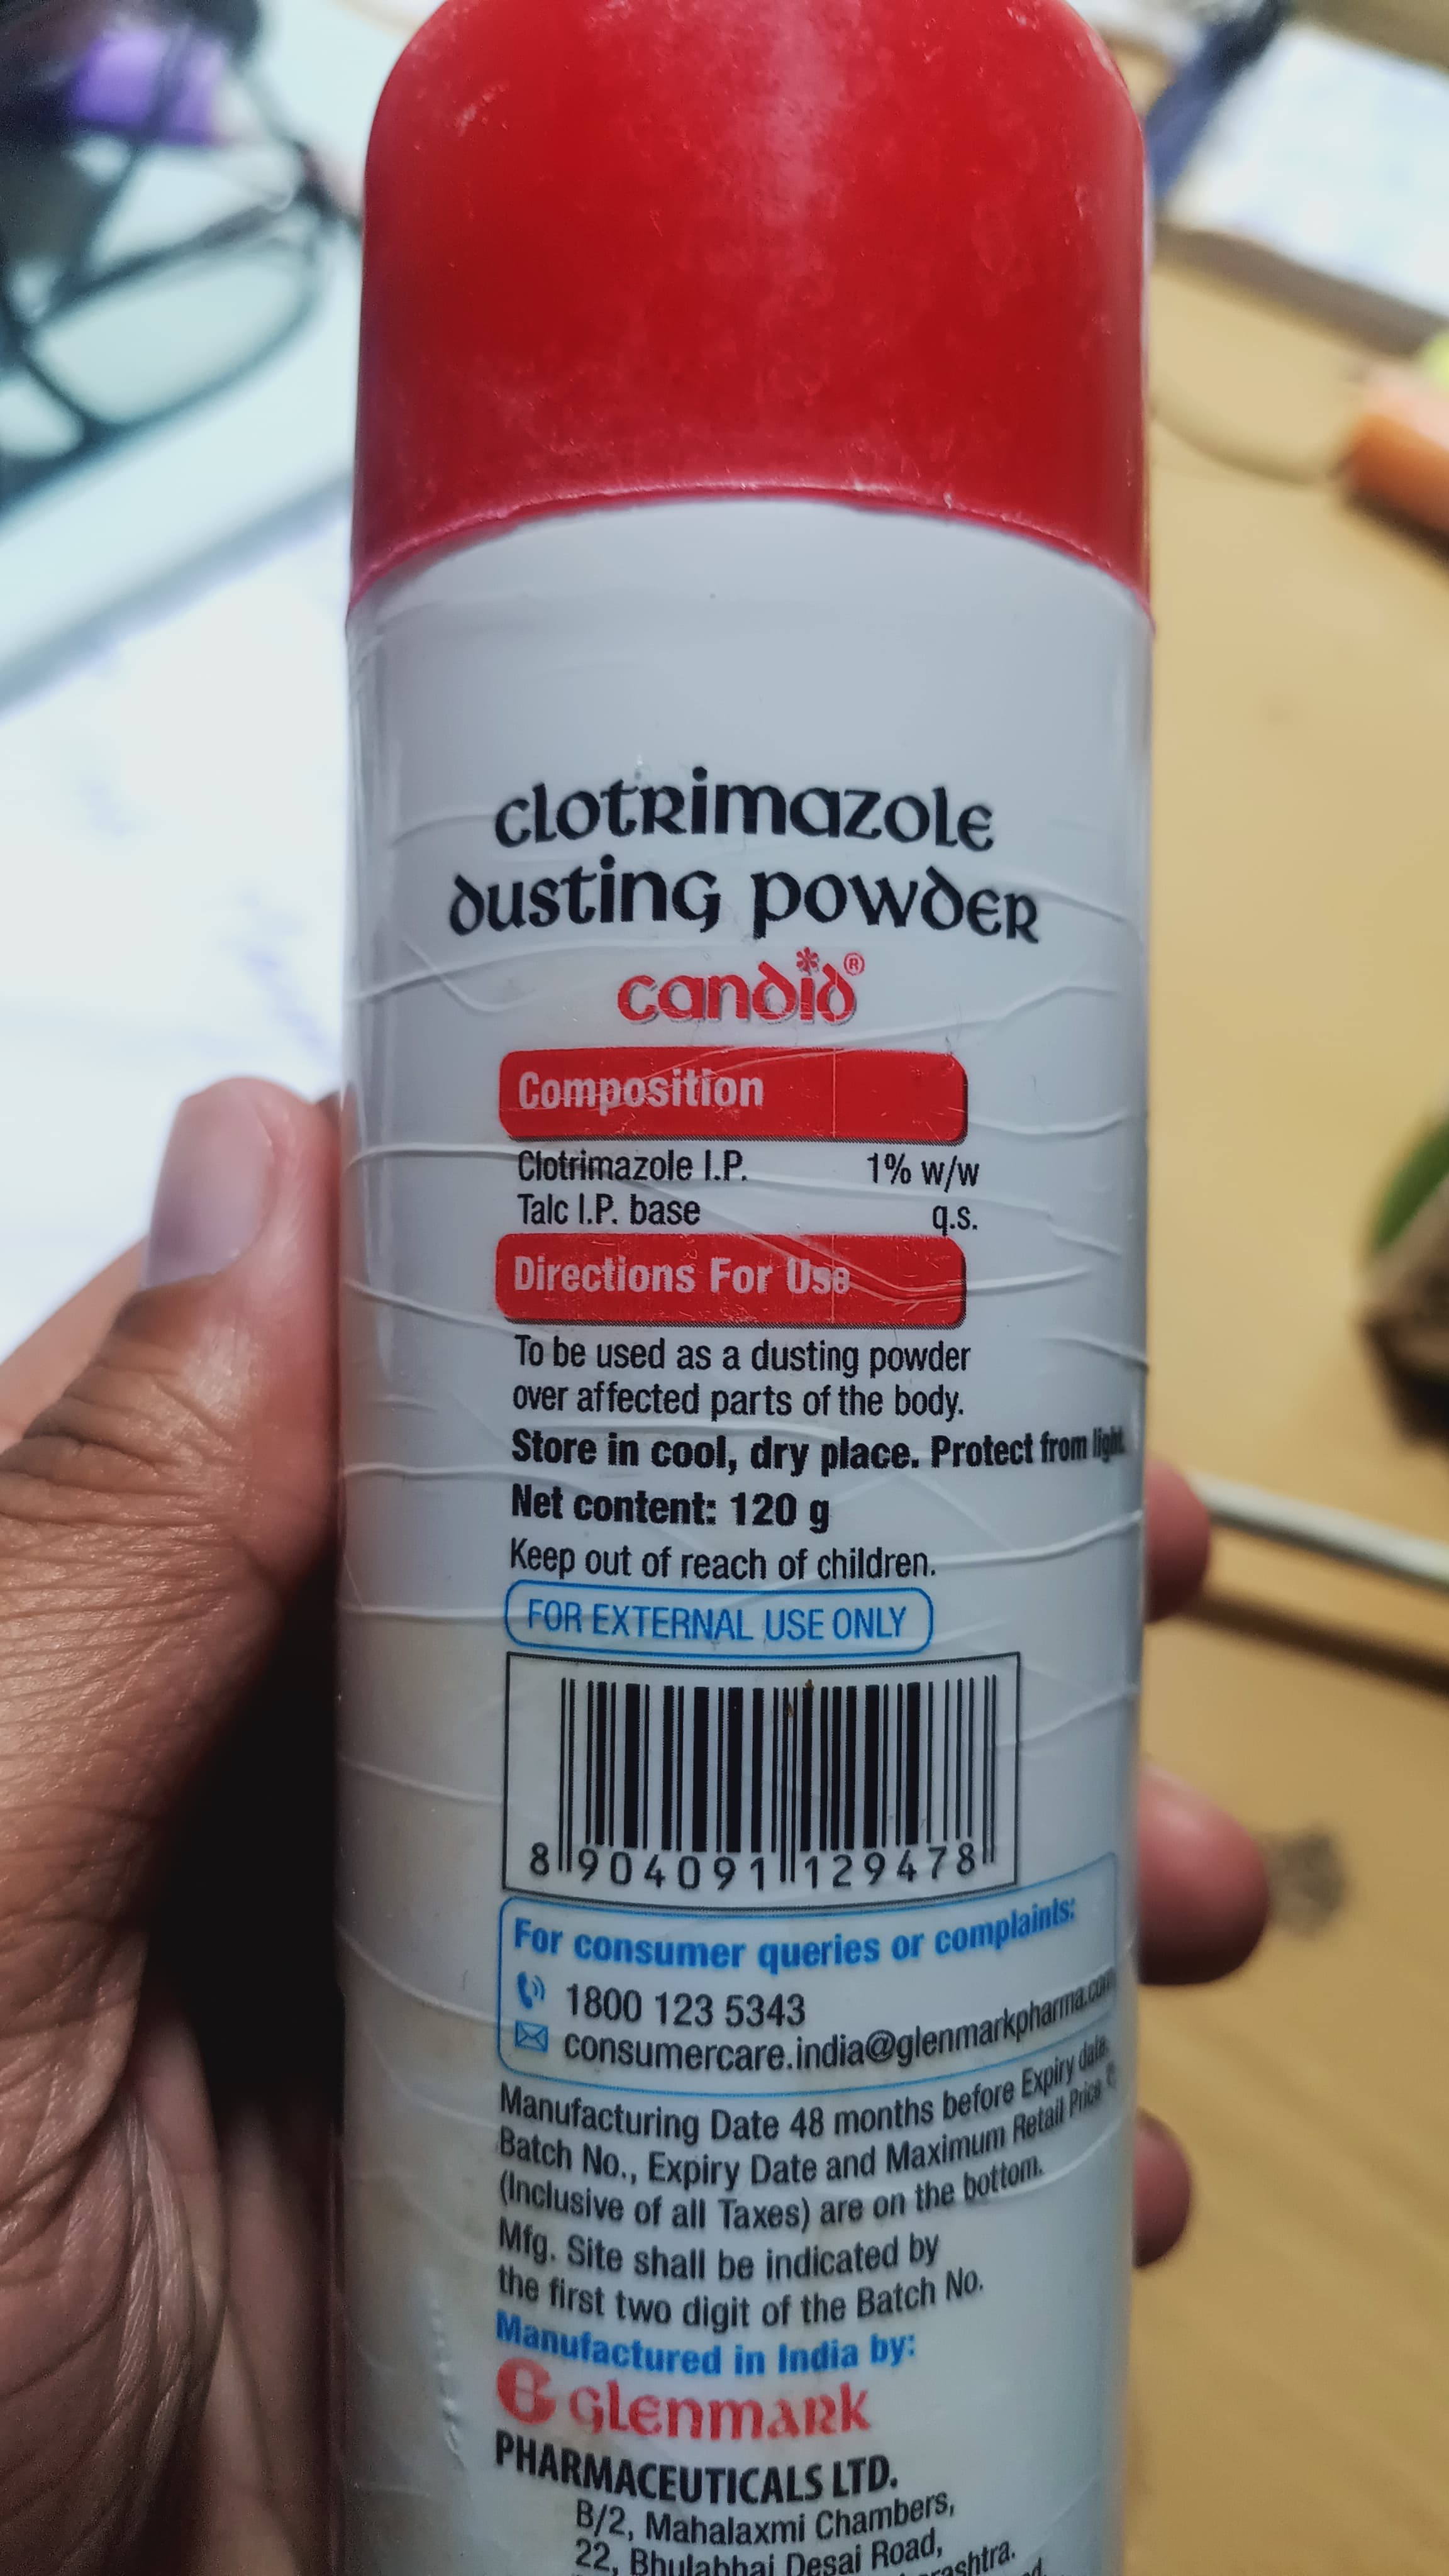 clotrimazole
dusting powder
candid®
Composition
Clotrimazole I.P. 1% w/w
Talc I.P. base q.s.
Directions For Use
To be used as a dusting powder
over affected parts of the body.
Store in cool, dry place. Protect from light.
Net content: 120 g
Keep out of reach of children.
FOR EXTERNAL USE ONLY
8 904091 129478
For consumer queries or complaints:
1800 123 5343
consumercare.india@glenmarkpharma.com
Manufacturing Date 48 months before Expiry date.
Batch No., Expiry Date and Maximum Retail Price
(Inclusive of all Taxes) are on the bottom.
Mfg. Site shall be indicated by
the first two digit of the Batch No.
Manufactured in India by:
glenmark
PHARMACEUTICALS LTD.
B/2, Mahalaxmi Chambers,
22, Bhulabhai Desai Road,